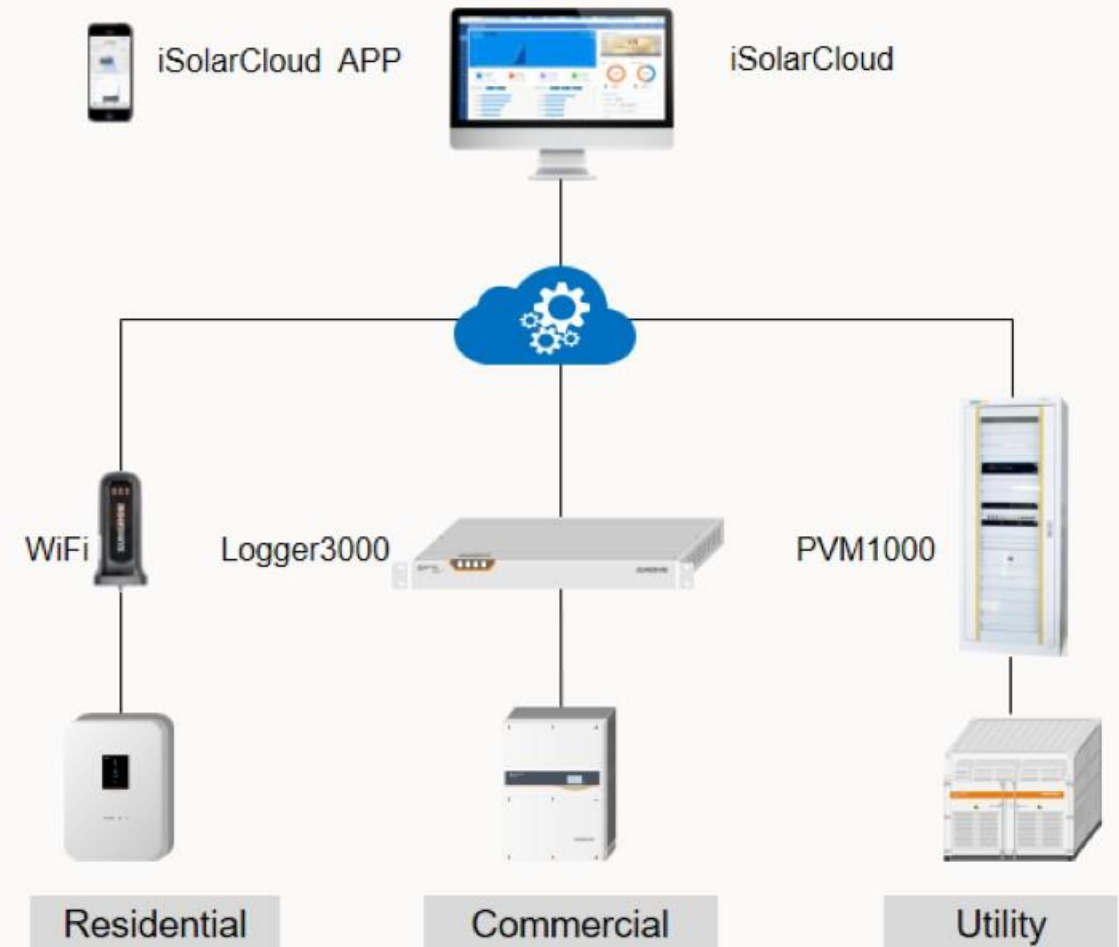 iSolarCloud APP
iSolarCloud
WiFi
Logger3000
PVM1000
Residential
Commercial
Utility